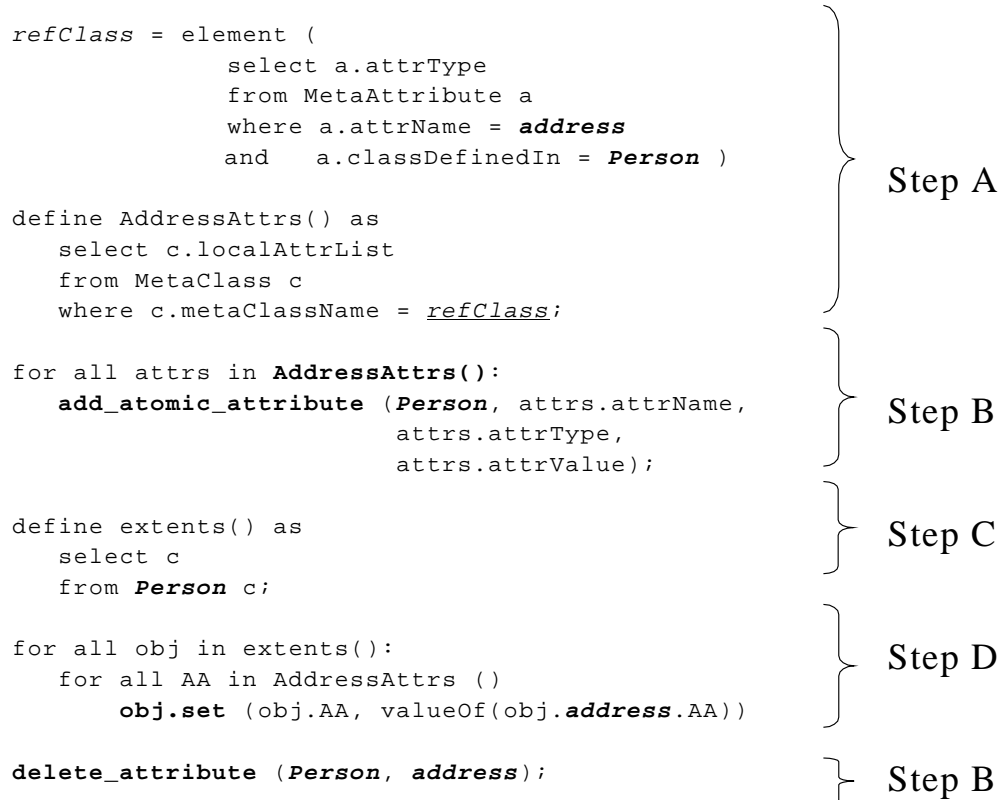 refClass = element (
select a.attrType
from MetaAttribute a
where a.attrName = address
and a.classDefinedIn = Person )
Step A
define AddressAttrs() as
select c.localAttrList
from MetaClass c
where c.metaClassName = refClass;
for all attrs in AddressAttrs():
add_atomic_attribute (Person, attrs.attrName,
attrs.attrType,
attrs.attrValue);
Step B
define extents() as
select c
from Person c;
Step C
for all obj in extents():
for all AA in AddressAttrs ()
obj.set (obj.AA, valueOf(obj.address.AA))
Step D
delete_attribute (Person, address);
Step B